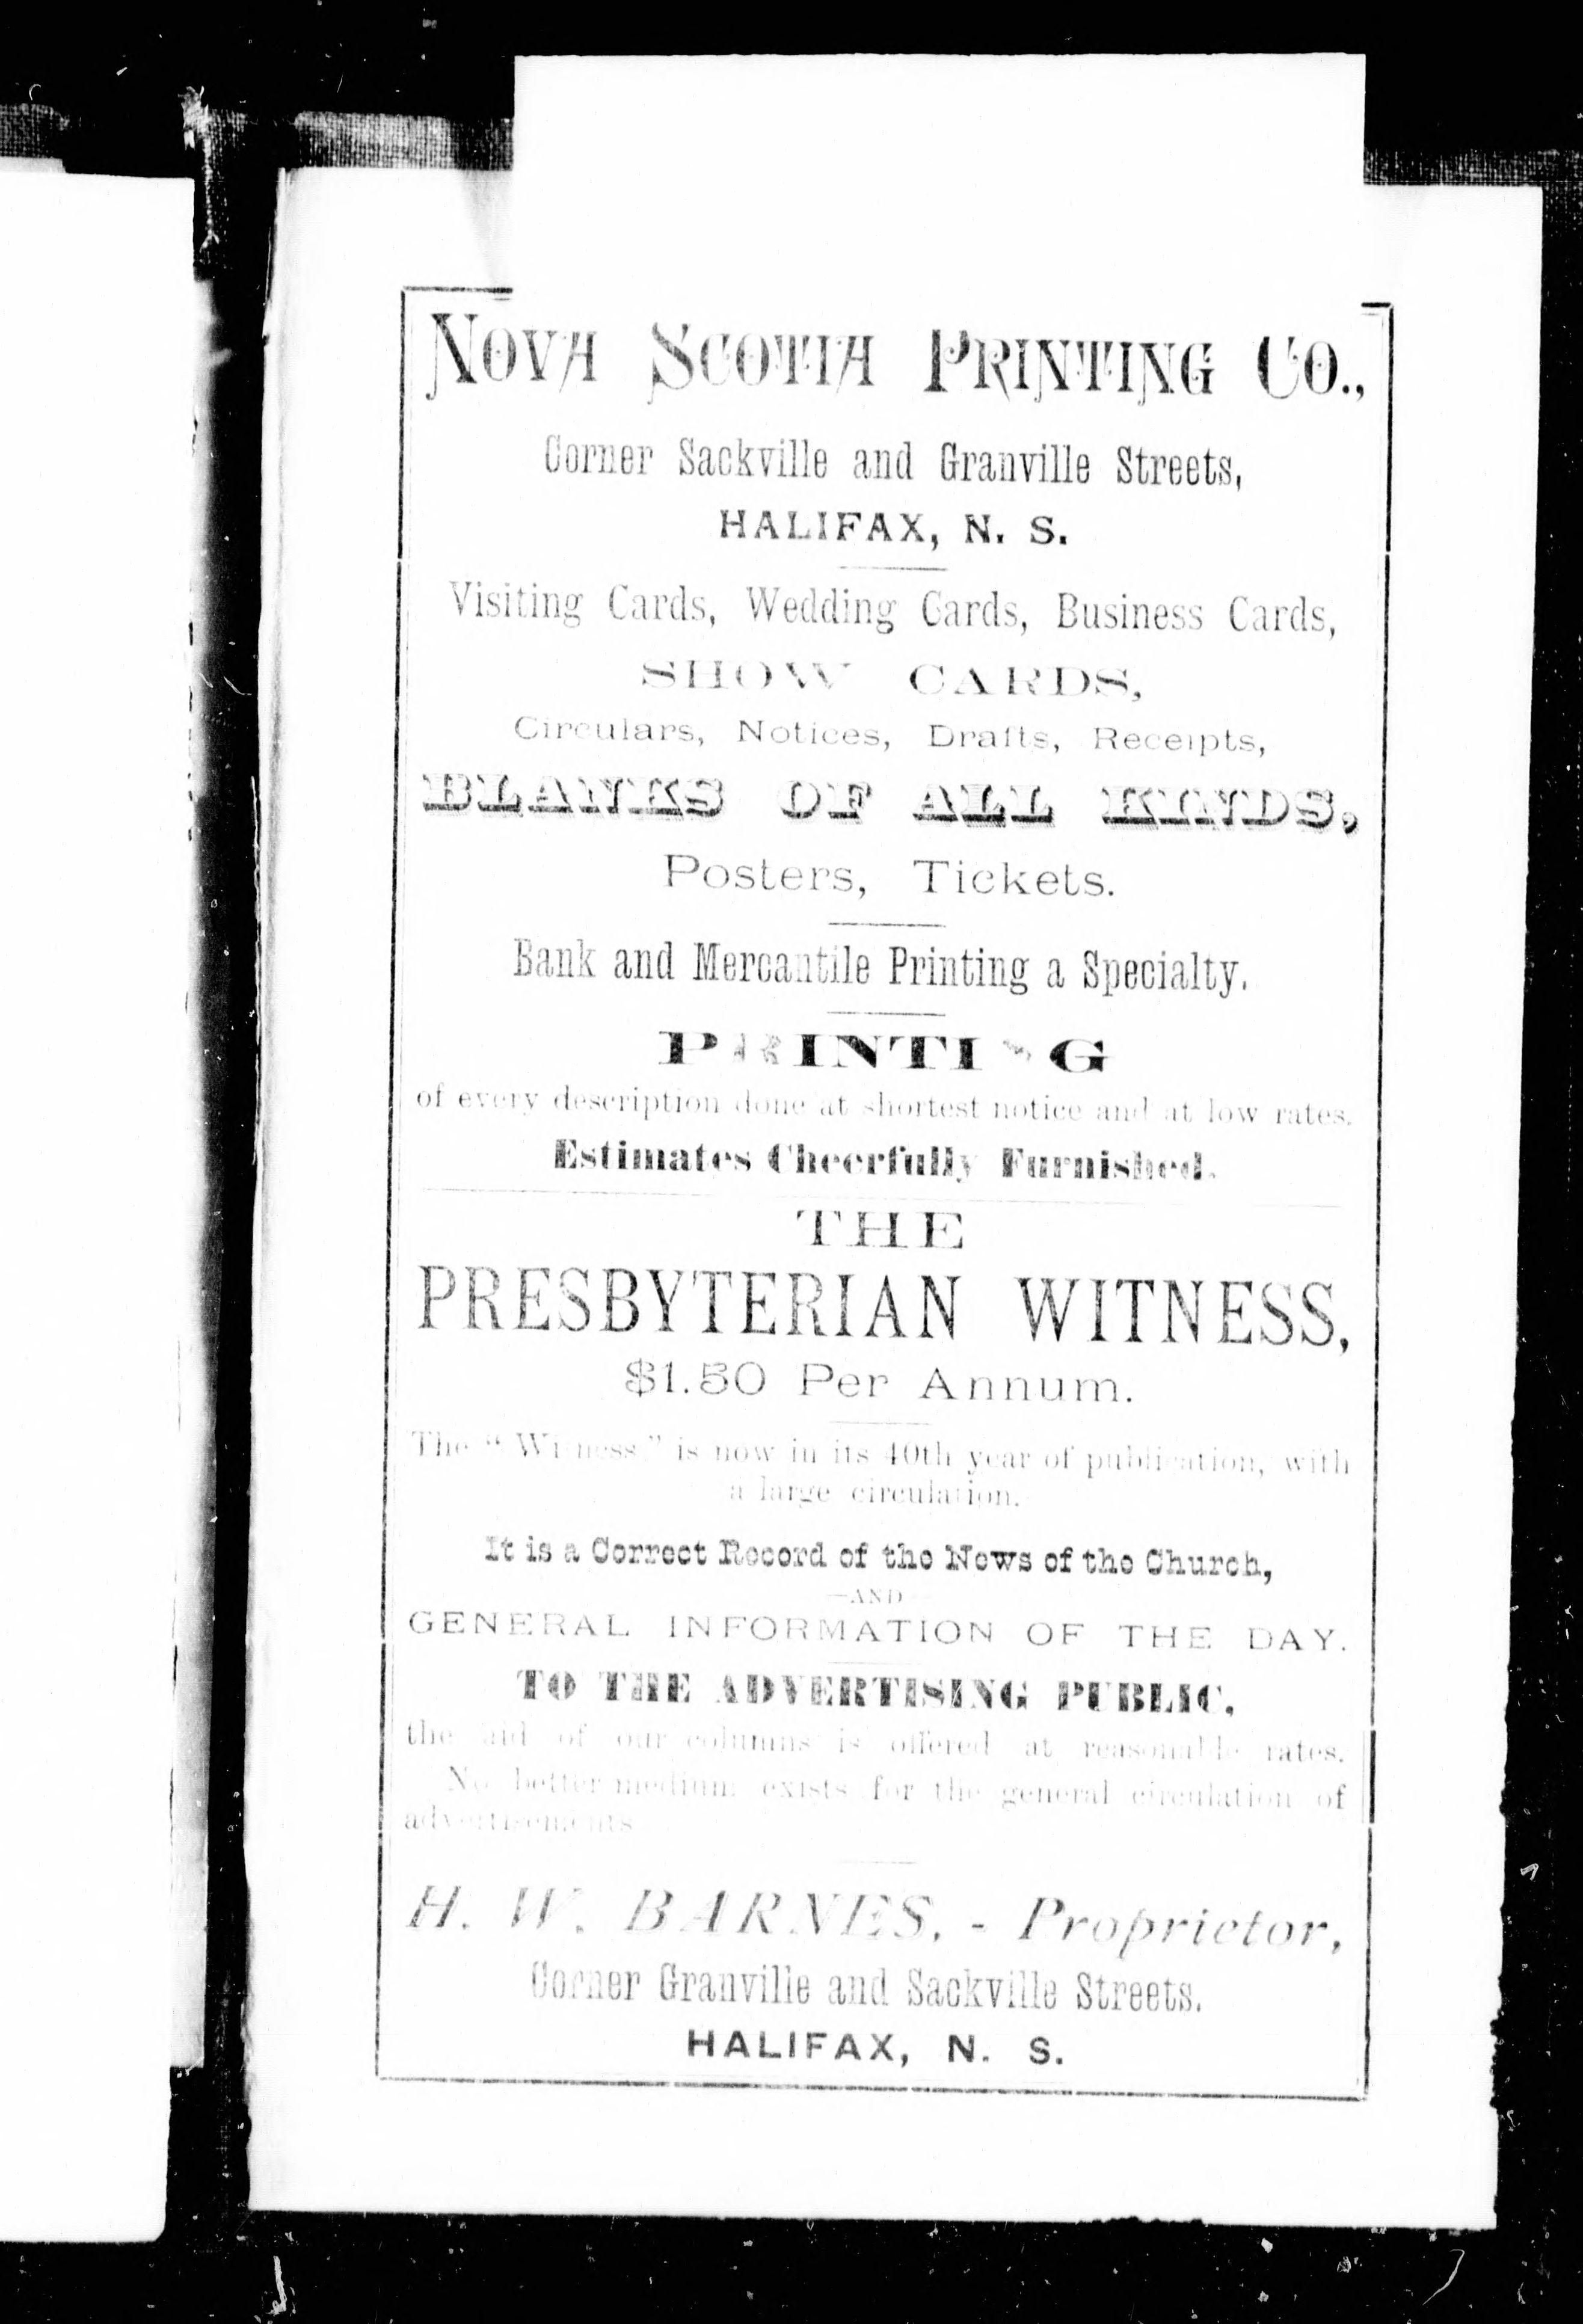 NOVA SCOTIA PRINTING CO.,
Corner Sackville and Granville Streets,
HALIFAX, N. S.
Visiting Cards, Wedding Cards, Business Cards,
SHOW CARDS,
Circulars, Notices, Drafts, Receipts,
BLANKS OF ALL KINDS,
Posters, Tickets.
Bank and Mercantile Printing a Specialty.
PRINTING
of every description done at shortest notice and at low rates.
Estimates Cheerfully Furnished.
THE
PRESBYTERIAN WITNESS,
$1.50 Per Annum.
The "Witness" is now in its 40th year of publication, with
a large circulation.
It is a Correct Record of the News of the Church,
—AND—
GENERAL INFORMATION OF THE DAY.
TO THE ADVERTISING PUBLIC,
the aid of our columns is offered at reasonable rates.
No better medium exists for the general circulation of
advertisements
H. W. BARNES, - Proprietor,
Corner Granville and Sackville Streets.
HALIFAX, N. S.